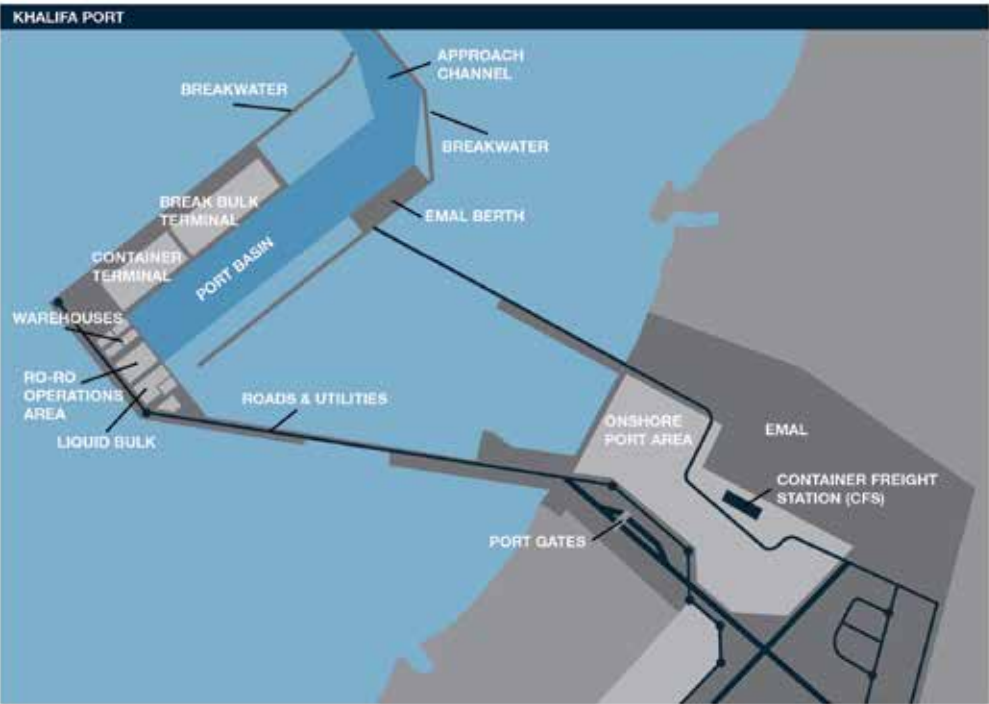 KHALIFA PORT
APPROACH
CHANNEL
BREAKWATER
BREAKWATER
BREAK BULK
TERMINAL
EMAL BERTH
CONTAINER
TERMINAL
PORT BASIN
WAREHOUSES
RO-RO
OPERATIONS
AREA
ROADS & UTILITIES
LIQUID BULK
ONSHORE
PORT AREA
EMAL
CONTAINER FREIGHT
STATION (CFS)
PORT GATES